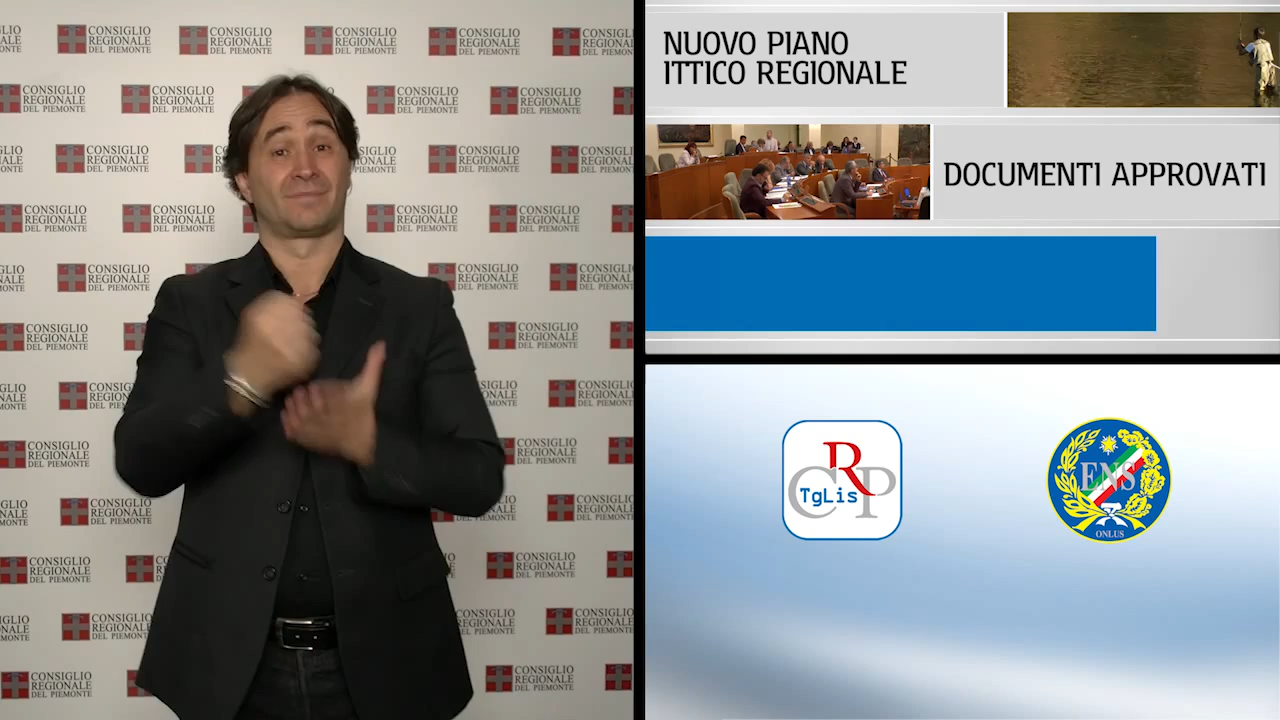 CONSIGLIO
REGIONALE
DEL PIEMONTE
NUOVO PIANO
ITTICO REGIONALE
DOCUMENTI APPROVATI
CRP
TgLis
ENS
ONLUS